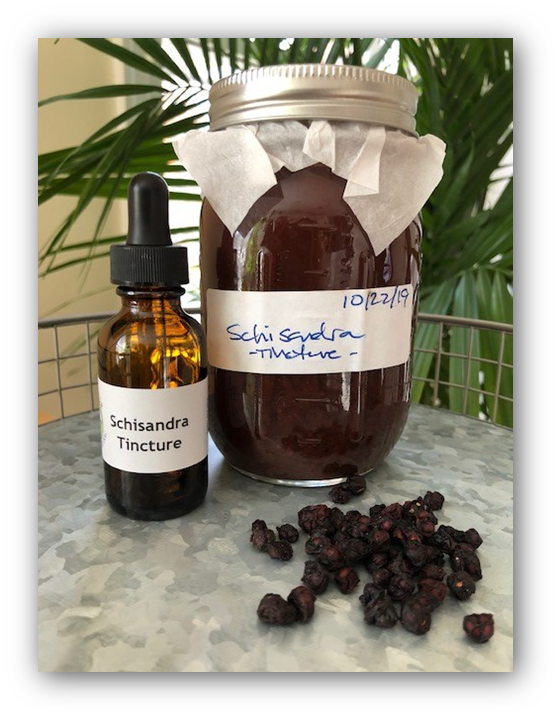 10/22/19
Schisandra
-Tincture-
Schisandra
Tincture